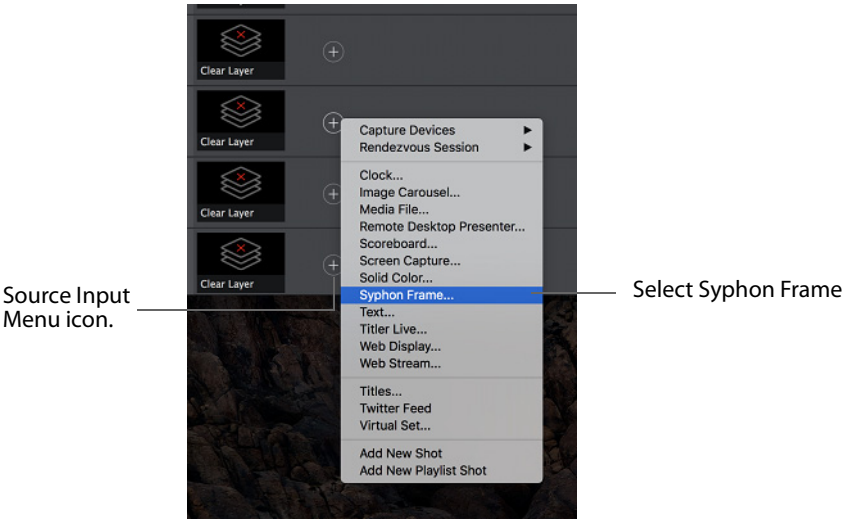 Clear Layer
Clear Layer
Clear Layer
Clear Layer
Capture Devices
Rendezvous Session
Clock...
Image Carousel...
Media File...
Remote Desktop Presenter...
Scoreboard...
Screen Capture...
Solid Color...
Syphon Frame...
Text...
Titler Live...
Web Display...
Web Stream...
Titles...
Twitter Feed
Virtual Set...
Add New Shot
Add New Playlist Shot
Source Input
Menu icon.
Select Syphon Frame